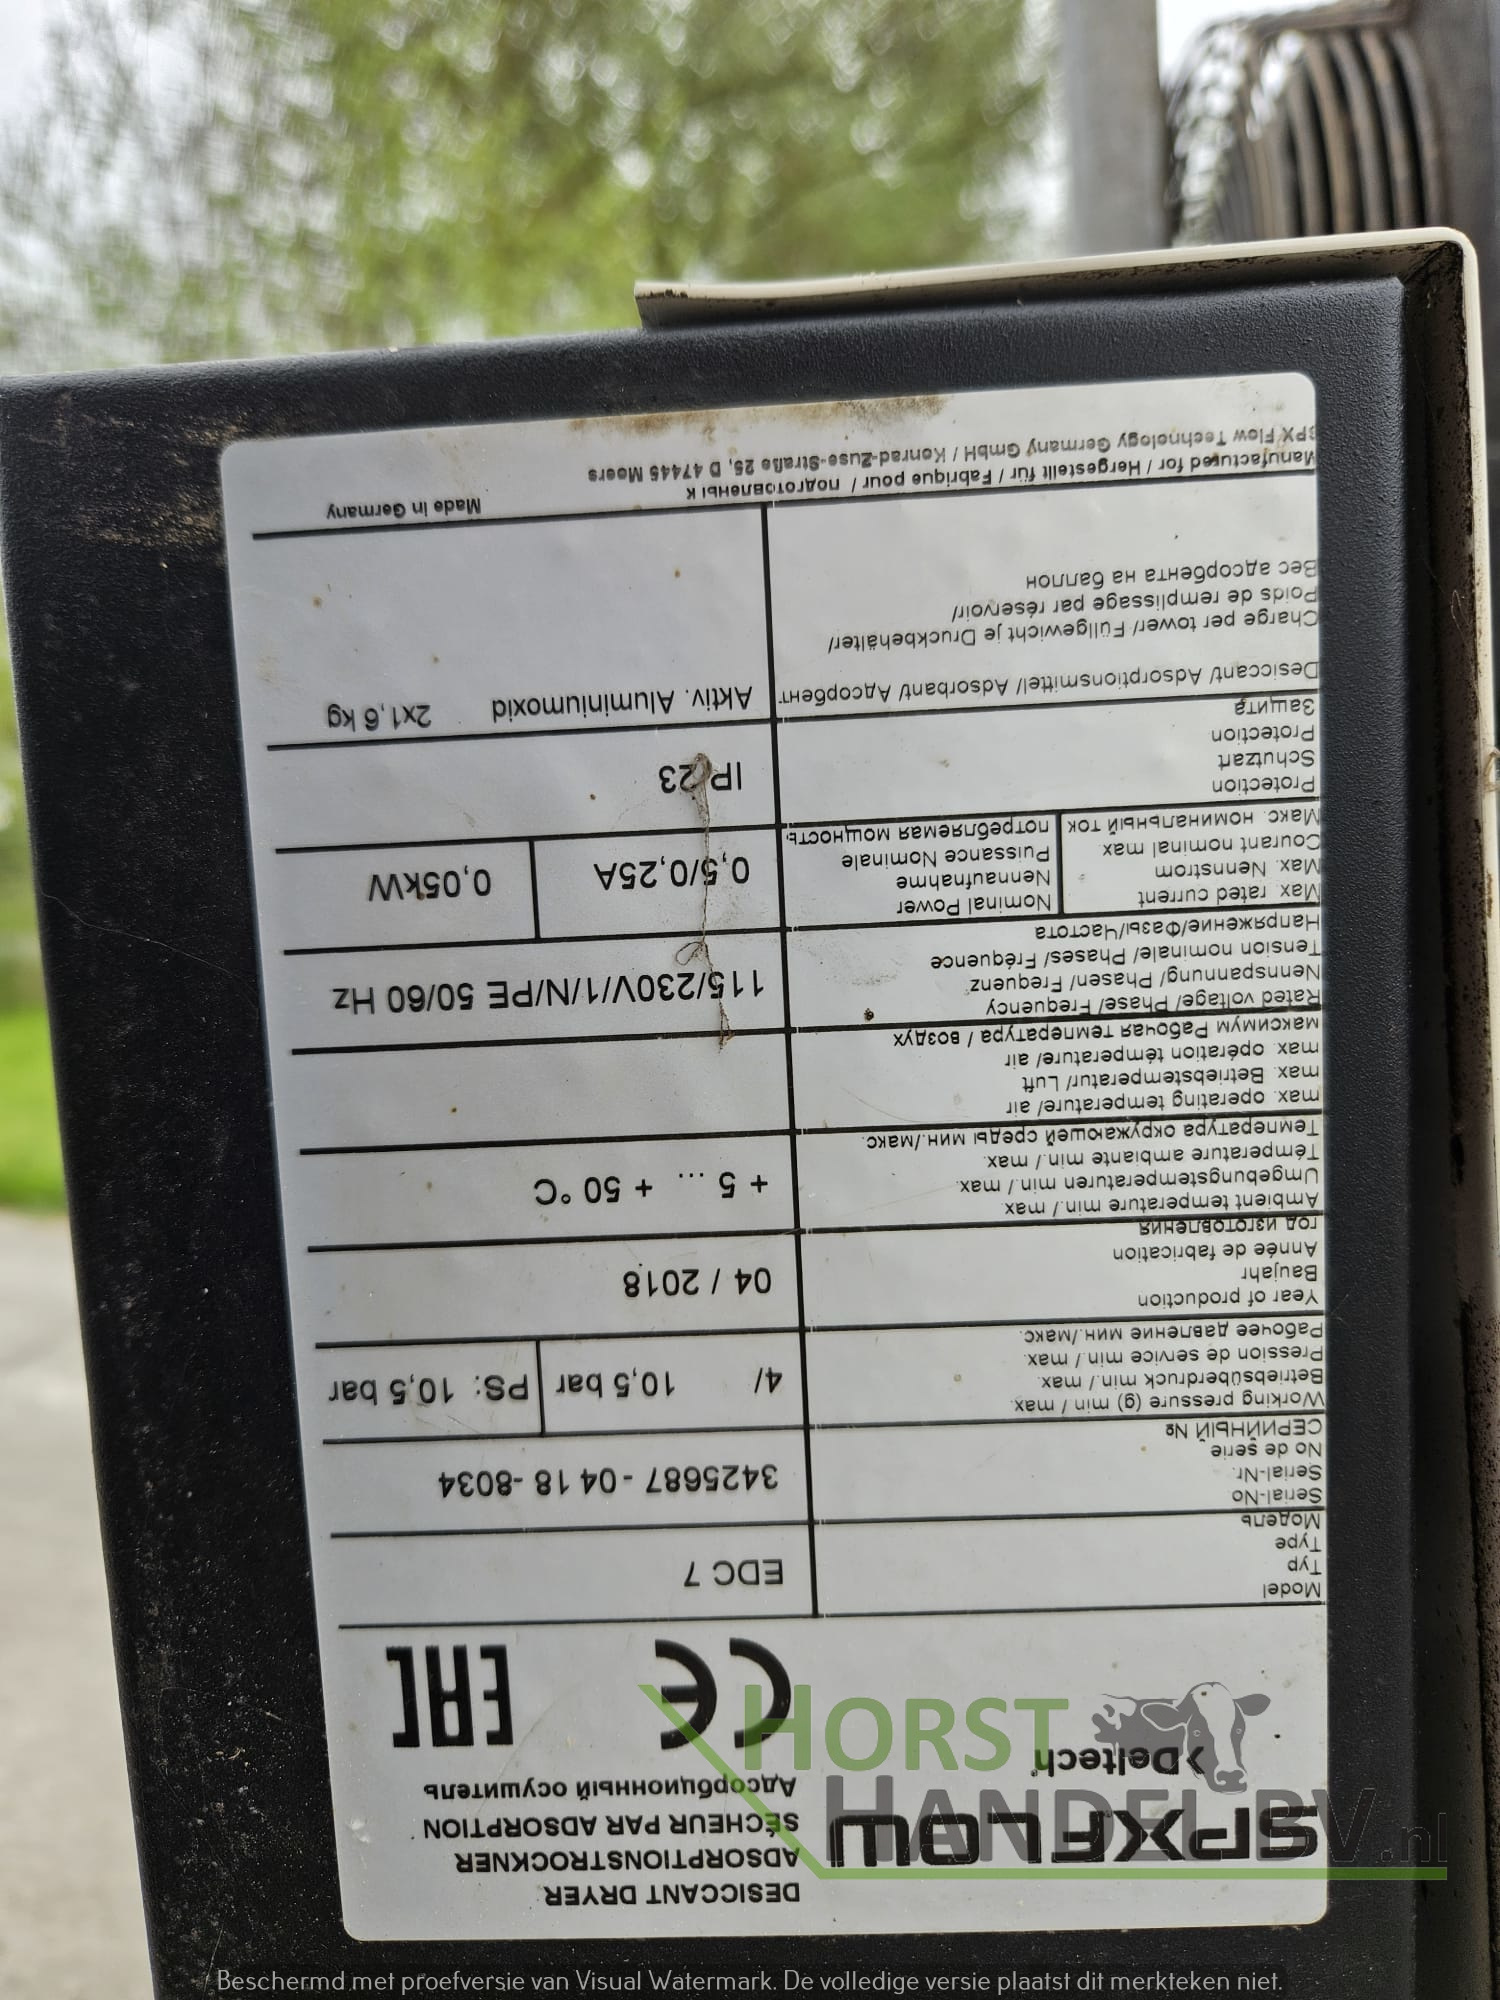 SPXFLOW
Deltech
DESICCANT DRYER
ADSORPTIONSTROCKNER
SÉCHEUR PAR ADSORPTION
Адсорбционный осушитель
CE
EAC
Model
Typ
Type
Модель
EDC 7
Serial-No
Serial-Nr.
No de serie
СЕРИЙНЫЙ №
3425687 - 04 18 -8034
Working pressure (g) min / max.
Betriebsüberdruck min./ max.
Pression de service min./ max.
Рабочее давление мин./макс.
4/ 10,5 bar
PS: 10,5 bar
Year of production
Baujahr
Année de fabrication
год изготовления
04 / 2018
Ambient temperature min./ max
Umgebungstemperaturen min./ max.
Témperature ambiante min./ max.
Температура окружающей среды мин./макс.
+ 5 ... + 50 °C
max. operating temperature/ air
max. Betriebstemperatur/ Luft
max. opération témperature/ air
максимум Рабочая температура / воздух
Rated voltage/ Phase/ Frequency
Nennspannung/ Phasen/ Frequenz
Tension nominale/ Phases/ Fréquence
Напряжение/Фазы/Частота
115/230V/1/N/PE 50/60 Hz
Max. rated current
Max. Nennstrom
Courant nominal max.
Макс. номинальный ток
Nominal Power
Nennaufnahme
Puissance Nominale
потребляемая мощность
0,5/0,25A
0,05kW
Protection
Schutzart
Protection
Защита
IP 23
Desiccant/ Adsorptionsmittel/ Adsorbant/ Адсорбент
Aktiv. Aluminiumoxid 2x1,6 kg
Charge per tower/ Füllgewicht je Druckbehälter/
Poids de remplissage par réservoir/
Вес адсорбента на баллон
Manufactured for / Hergestellt für / Fabrique pour / подготовлены к
SPX Flow Technology Germany GmbH / Konrad-Zuse-Straße 25, D 47445 Moers
Made in Germany
HORST
HANDEL BV.nl
Beschermd met proefversie van Visual Watermark. De volledige versie plaatst dit merkteken niet.